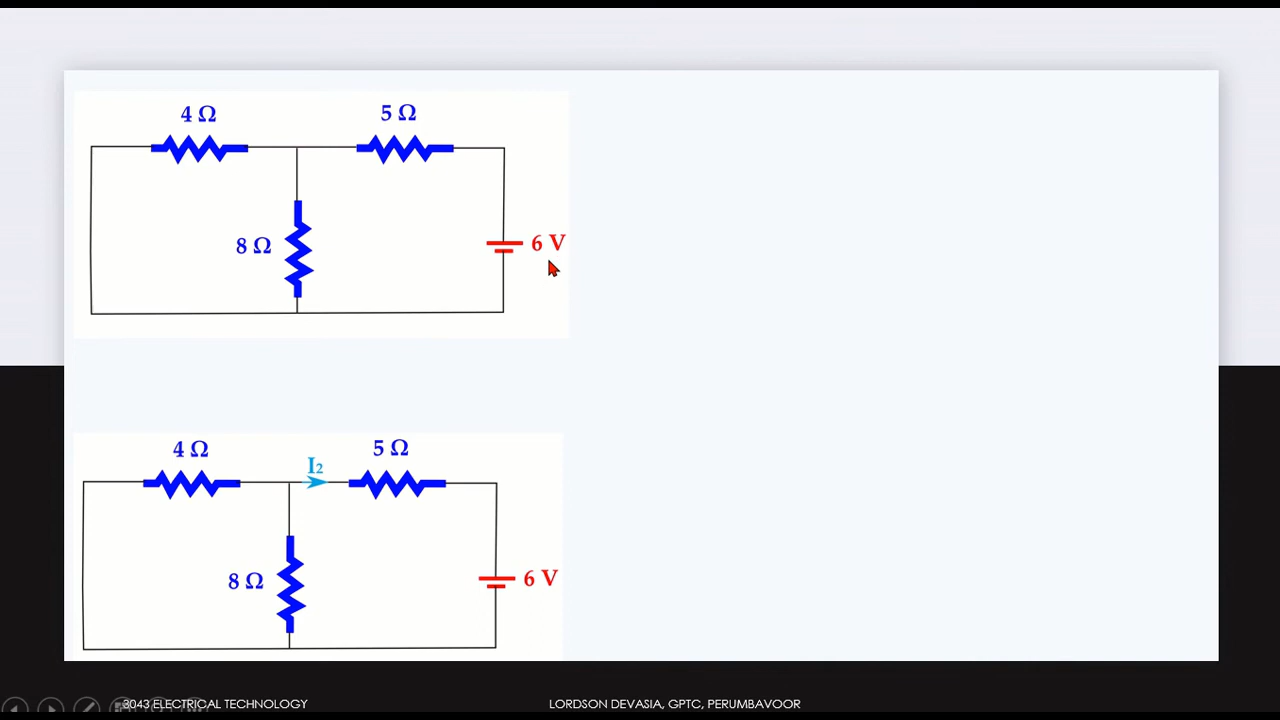 4 Ω
5 Ω
8 Ω
6 V
4 Ω
I₂
5 Ω
8 Ω
6 V
3043 ELECTRICAL TECHNOLOGY
LORDSON DEVASIA, GPTC, PERUMBAVOOR